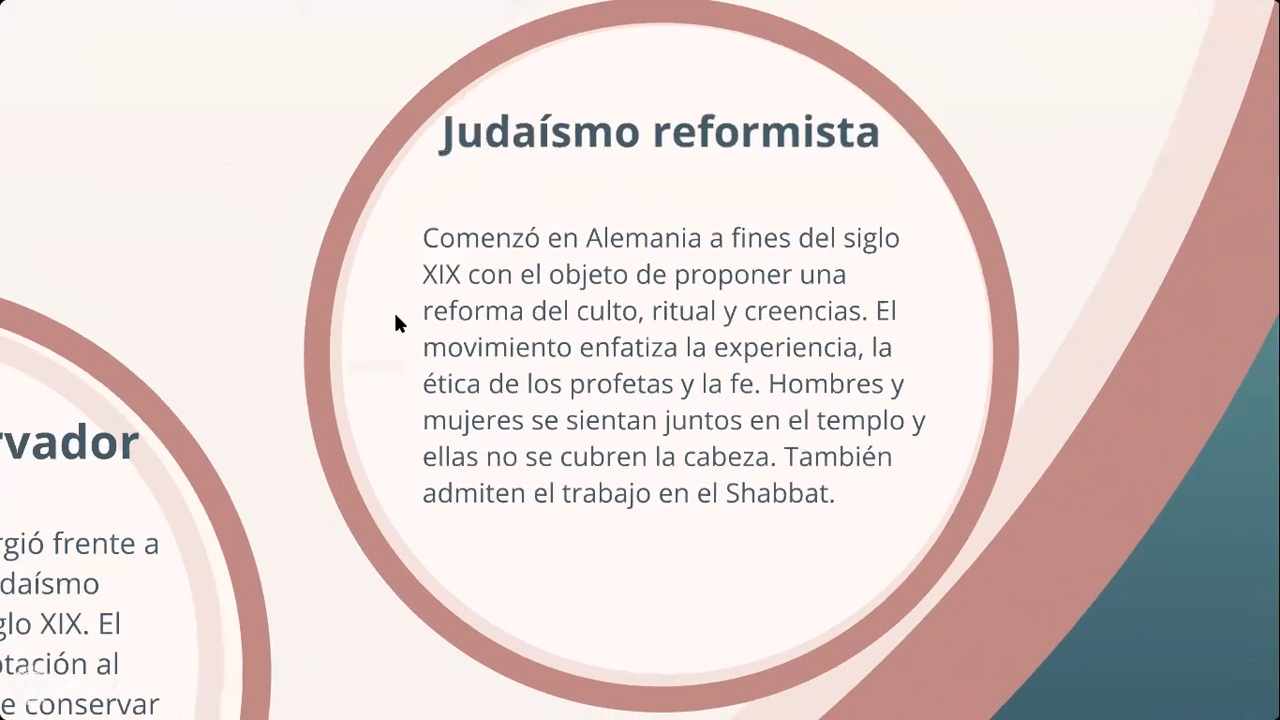 Judaísmo reformista
Comenzó en Alemania a fines del siglo
XIX con el objeto de proponer una
reforma del culto, ritual y creencias. El
movimiento enfatiza la experiencia, la
ética de los profetas y la fe. Hombres y
mujeres se sientan juntos en el templo y
ellas no se cubren la cabeza. También
admiten el trabajo en el Shabbat.
rvador
rgió frente a
daísmo
glo XIX. El
otación al
e conservar